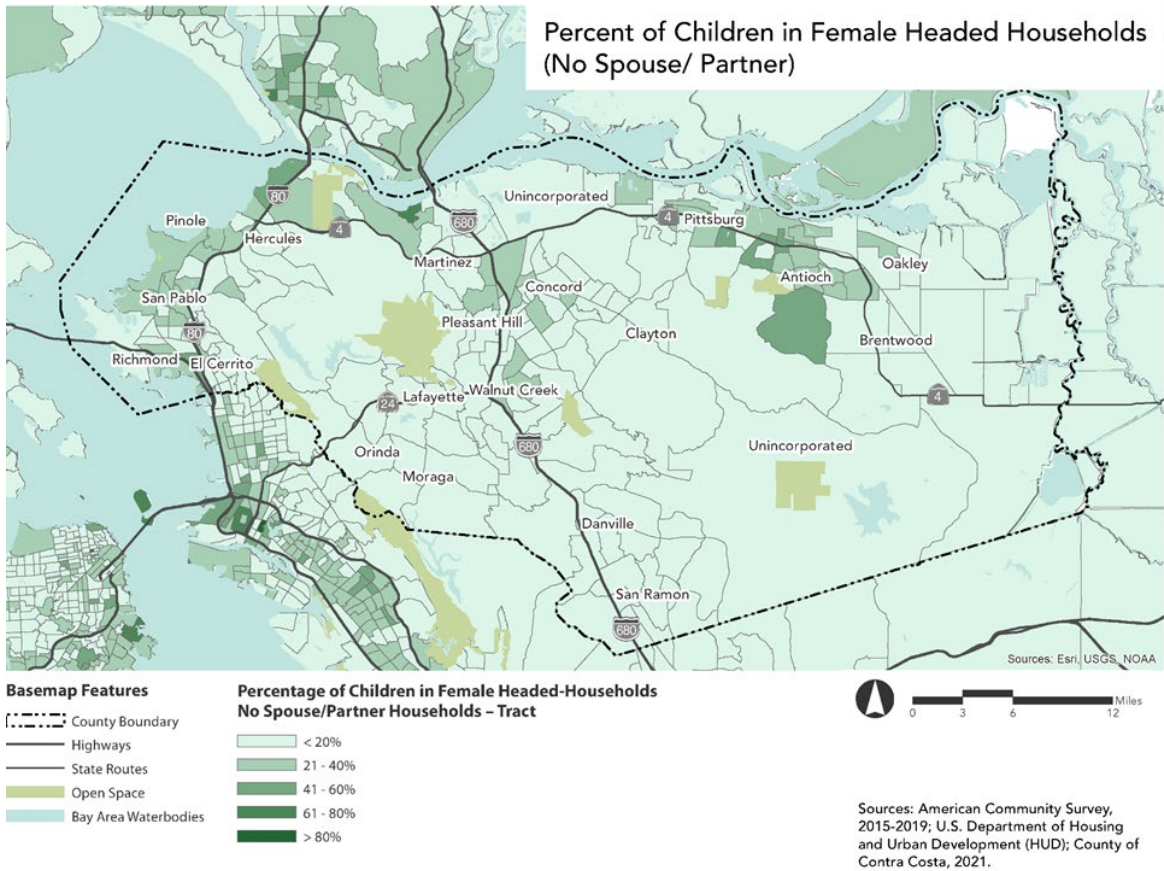 Percent of Children in Female Headed Households
(No Spouse/ Partner)
Unincorporated
80
Pinole
680
4
Pittsburg
Hercules
4
Martinez
Oakley
Antioch
Concord
San Pablo
Pleasant Hill
80
Clayton
Brentwood
Richmond
El Cerrito
24
Lafayette
Walnut Creek
4
680
Unincorporated
Orinda
Moraga
Danville
San Ramon
680
Sources: Esri, USGS, NOAA
Basemap Features
County Boundary
Highways
State Routes
Open Space
Bay Area Waterbodies
Percentage of Children in Female Headed-Households
No Spouse/Partner Households – Tract
< 20%
21 - 40%
41 - 60%
61 - 80%
> 80%
Miles
0 3 6 12
Sources: American Community Survey,
2015-2019; U.S. Department of Housing
and Urban Development (HUD); County of
Contra Costa, 2021.